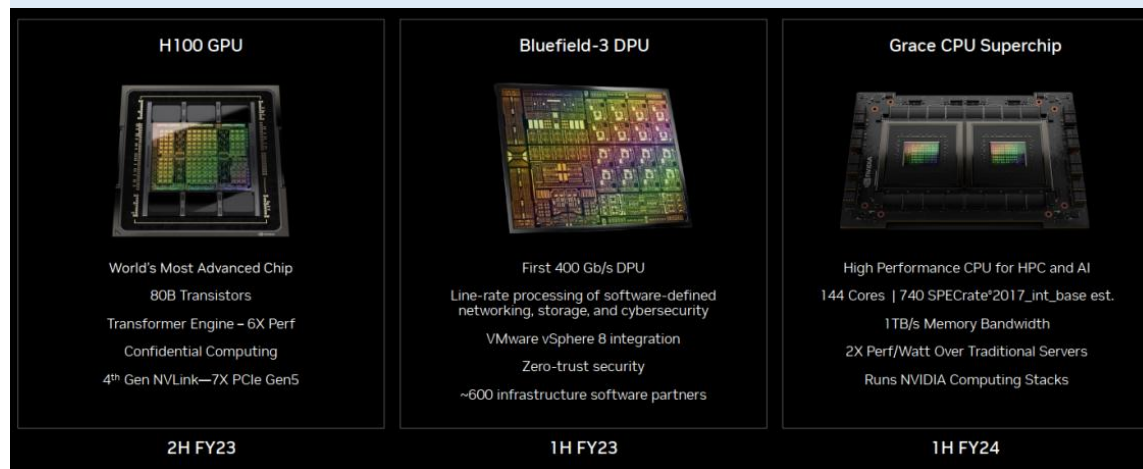 H100 GPU
World's Most Advanced Chip
80B Transistors
Transformer Engine – 6X Perf
Confidential Computing
4th Gen NVLink—7X PCIe Gen5
2H FY23
Bluefield-3 DPU
First 400 Gb/s DPU
Line-rate processing of software-defined
networking, storage, and cybersecurity
VMware vSphere 8 integration
Zero-trust security
~600 infrastructure software partners
1H FY23
Grace CPU Superchip
NVIDIA
High Performance CPU for HPC and AI
144 Cores | 740 SPECrate®2017_int_base est.
1TB/s Memory Bandwidth
2X Perf/Watt Over Traditional Servers
Runs NVIDIA Computing Stacks
1H FY24